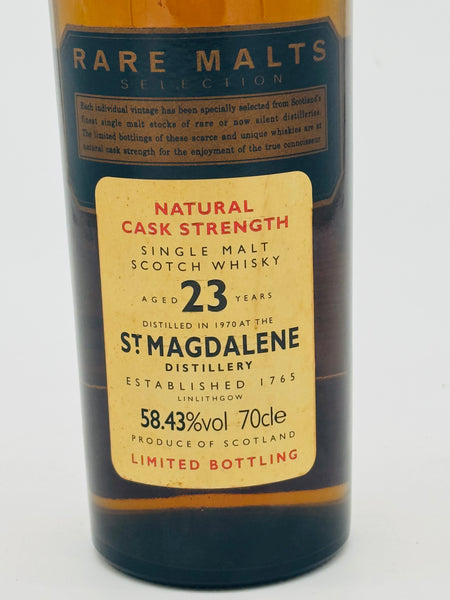 RARE MALTS
SELECTION
Each individual vintage has been specially selected from Scotland's
finest single malt stocks of rare or now silent distilleries.
The limited bottlings of these scarce and unique whiskies are at
natural cask strength for the enjoyment of the true connoisseur
NATURAL
CASK STRENGTH
SINGLE MALT
SCOTCH WHISKY
AGED 23 YEARS
DISTILLED IN 1970 AT THE
ST MAGDALENE
DISTILLERY
ESTABLISHED 1765
LINLITHGOW
58.43%vol 70cle
PRODUCE OF SCOTLAND
LIMITED BOTTLING